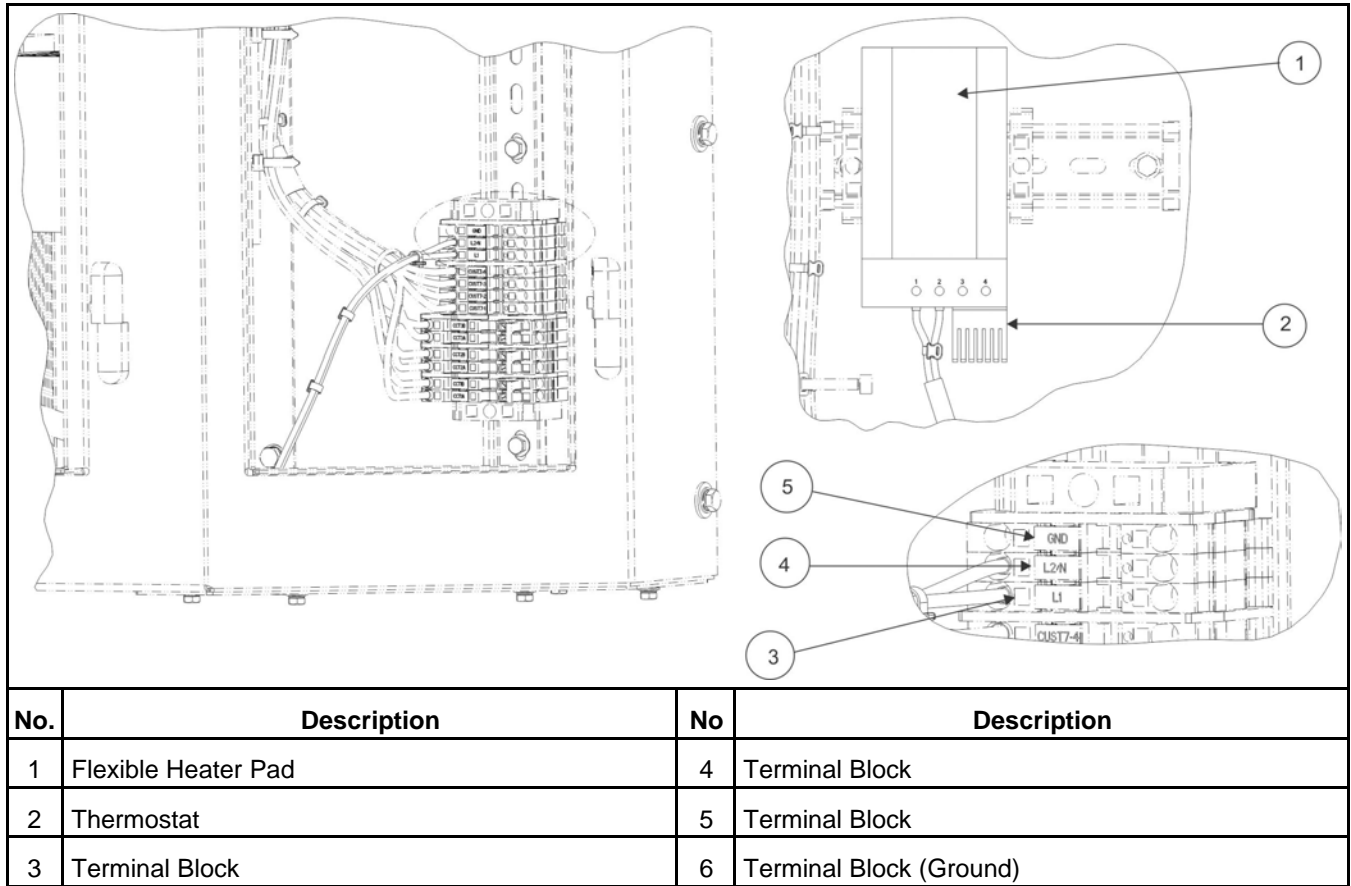 1
1 2 3 4
2
GND
L2/N
L1
5
GND
4
L2/N
L1
3
CUST7-4
No. Description No Description
1 Flexible Heater Pad 4 Terminal Block
2 Thermostat 5 Terminal Block
3 Terminal Block 6 Terminal Block (Ground)